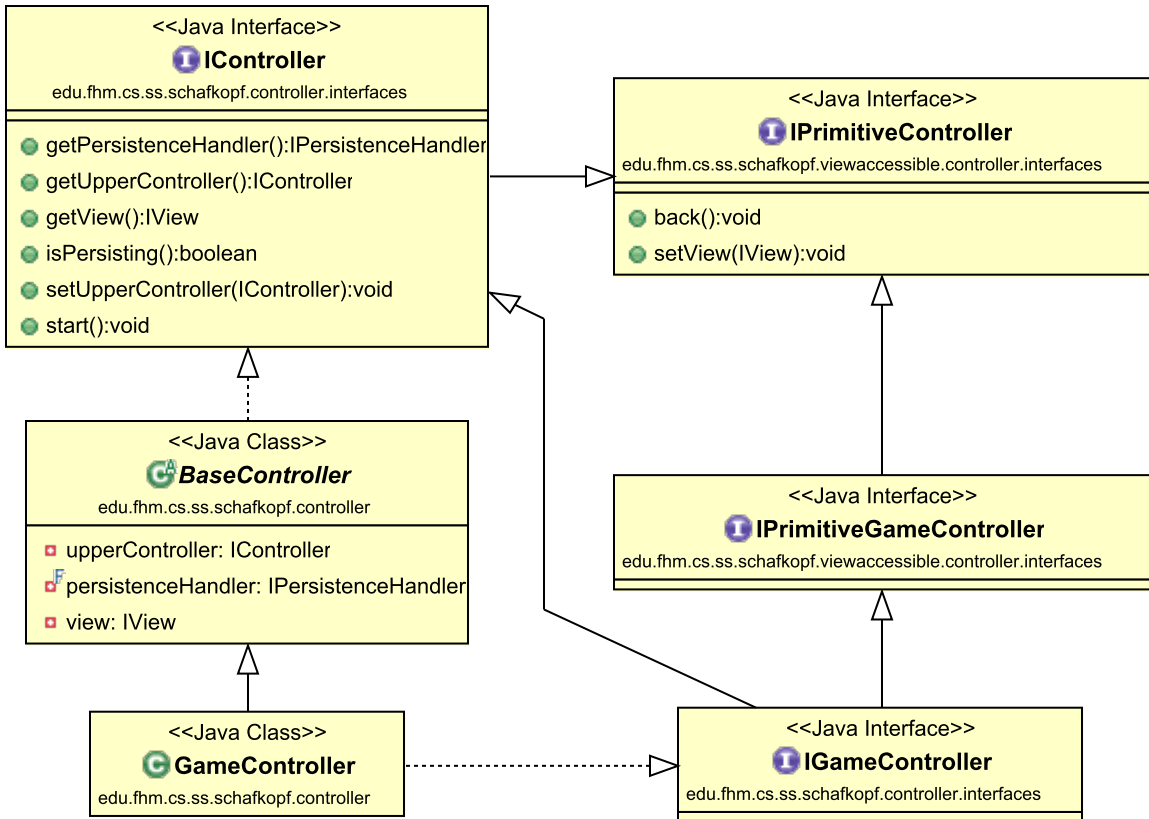 <<Java Interface>>
IController
edu.fhm.cs.ss.schafkopf.controller.interfaces
getPersistenceHandler():IPersistenceHandler
getUpperController():IController
getView():IView
isPersisting():boolean
setUpperController(IController):void
start():void
<<Java Interface>>
IPrimitiveController
edu.fhm.cs.ss.schafkopf.viewaccessible.controller.interfaces
back():void
setView(IView):void
<<Java Class>>
BaseController
edu.fhm.cs.ss.schafkopf.controller
upperController: IController
persistenceHandler: IPersistenceHandler
view: IView
<<Java Interface>>
IPrimitiveGameController
edu.fhm.cs.ss.schafkopf.viewaccessible.controller.interfaces
<<Java Class>>
GameController
edu.fhm.cs.ss.schafkopf.controller
<<Java Interface>>
IGameController
edu.fhm.cs.ss.schafkopf.controller.interfaces